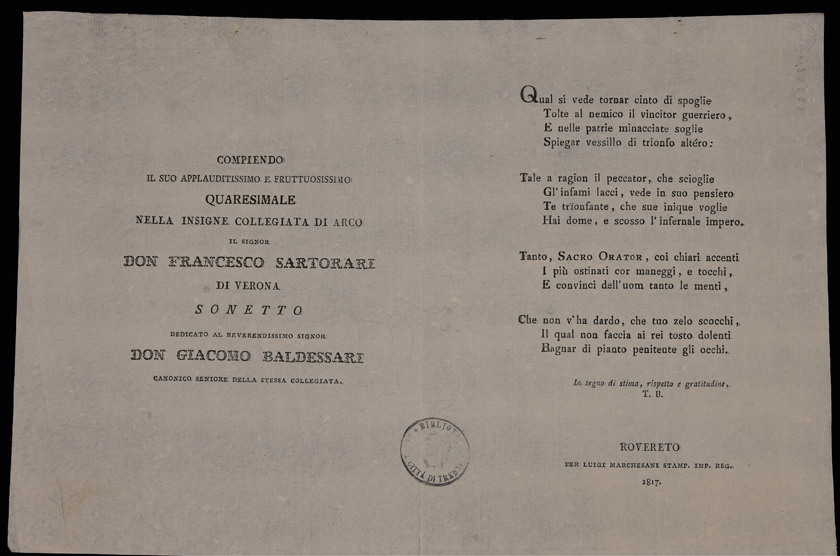 COMPIENDO
IL SUO APPLAUDITISSIMO E FRUTTUOSISSIMO
QUARESIMALE
NELLA INSIGNE COLLEGIATA DI ARCO
IL SIGNOR
DON FRANCESCO SARTORARI
DI VERONA
SONETTO
DEDICATO AL REVERENDISSIMO SIGNOR
DON GIACOMO BALDESSARI
CANONICO SENIORE DELLA STESSA COLLEGIATA.
Qual si vede tornar cinto di spoglie
Tolte al nemico il vincitor guerriero,
E nelle patrie minacciate soglie
Spiegar vessillo di trionfo altéro:
Tale a ragion il peccator, che scioglie
Gl'infami lacci, vede in suo pensiero
Te trionfante, che sue inique voglie
Hai dome, e scosso l'infernale impero.
Tanto, SACRO ORATOR, coi chiari accenti
I più ostinati cor maneggi, e tocchi,
E convinci dell'uom tanto le menti,
Che non v'ha dardo, che tuo zelo scocchi,
Il qual non faccia ai rei tosto dolenti
Bagnar di pianto penitente gli occhi.
In segno di stima, rispetto e gratitudine.
T. B.
ROVERETO
PER LUIGI MARCHESANI STAMP. IMP. REG.
1817.
BIBLIOT
CITTÀ DI TRE